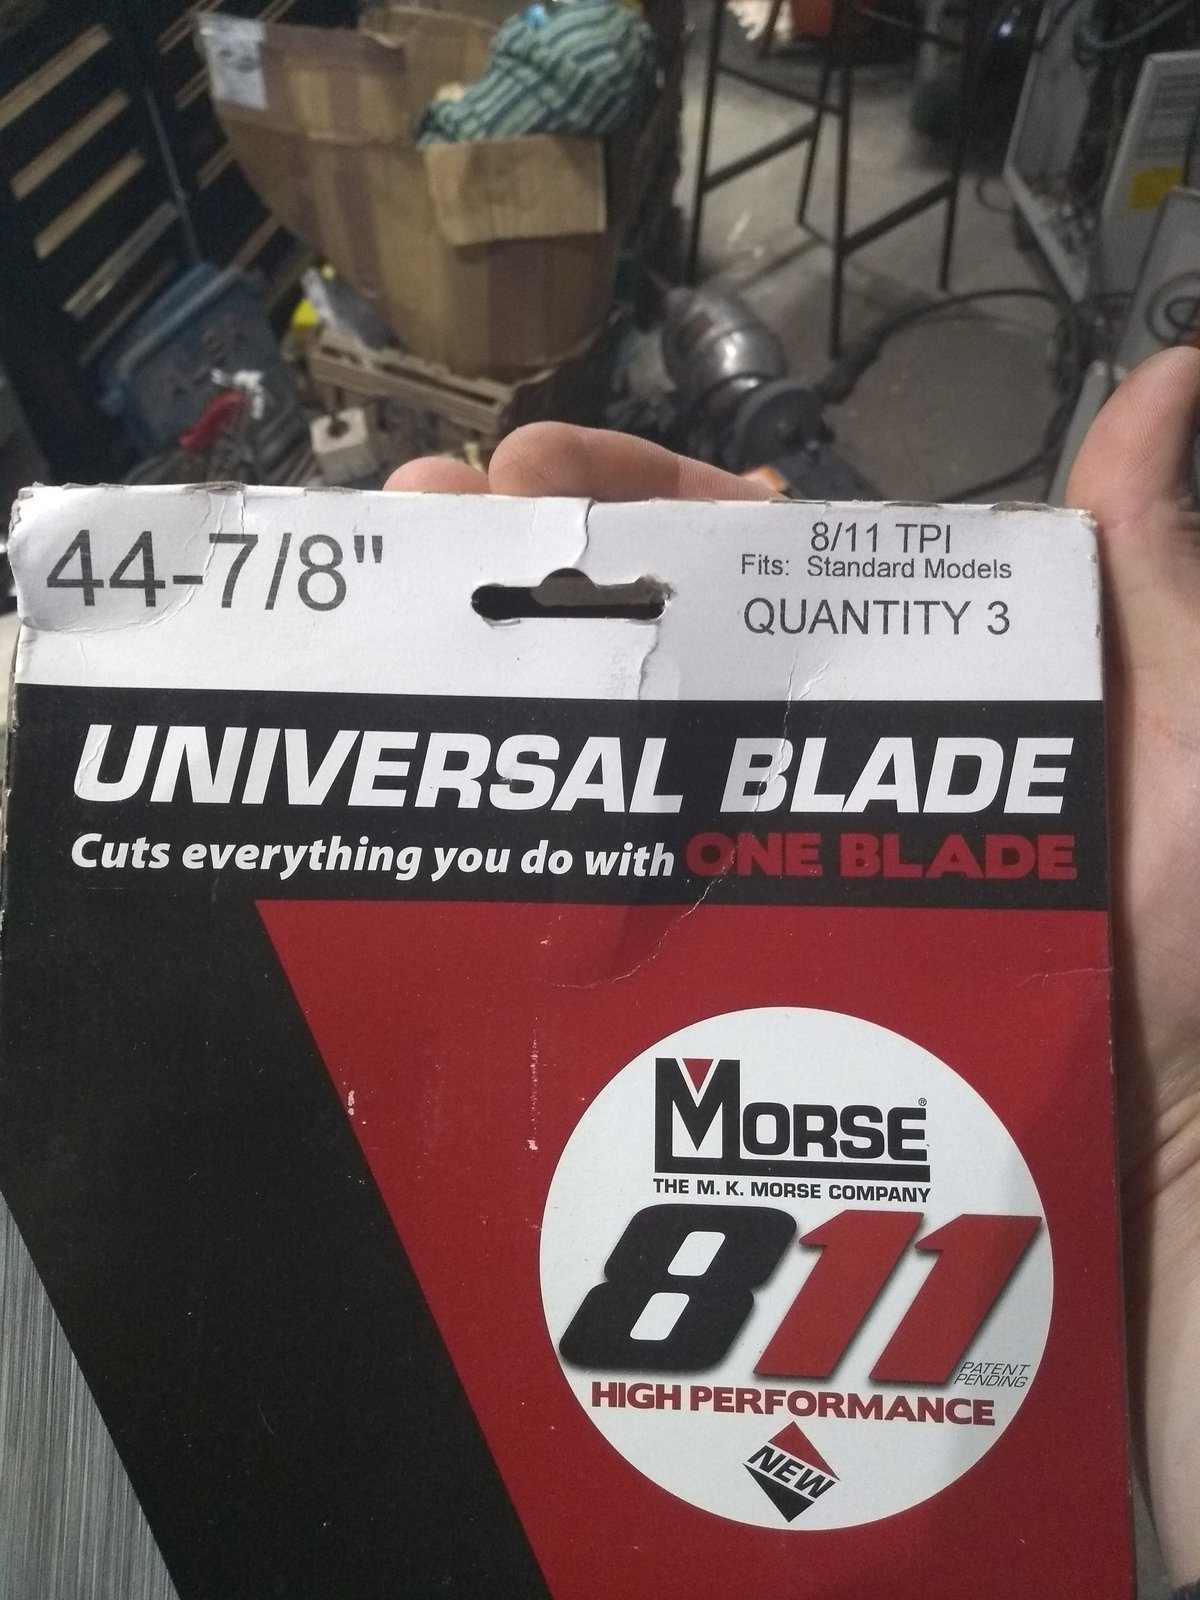 44-7/8"
8/11 TPI
Fits: Standard Models
QUANTITY 3
UNIVERSAL BLADE
Cuts everything you do with ONE BLADE
MORSE®
THE M. K. MORSE COMPANY
811
PATENT
PENDING
HIGH PERFORMANCE
NEW